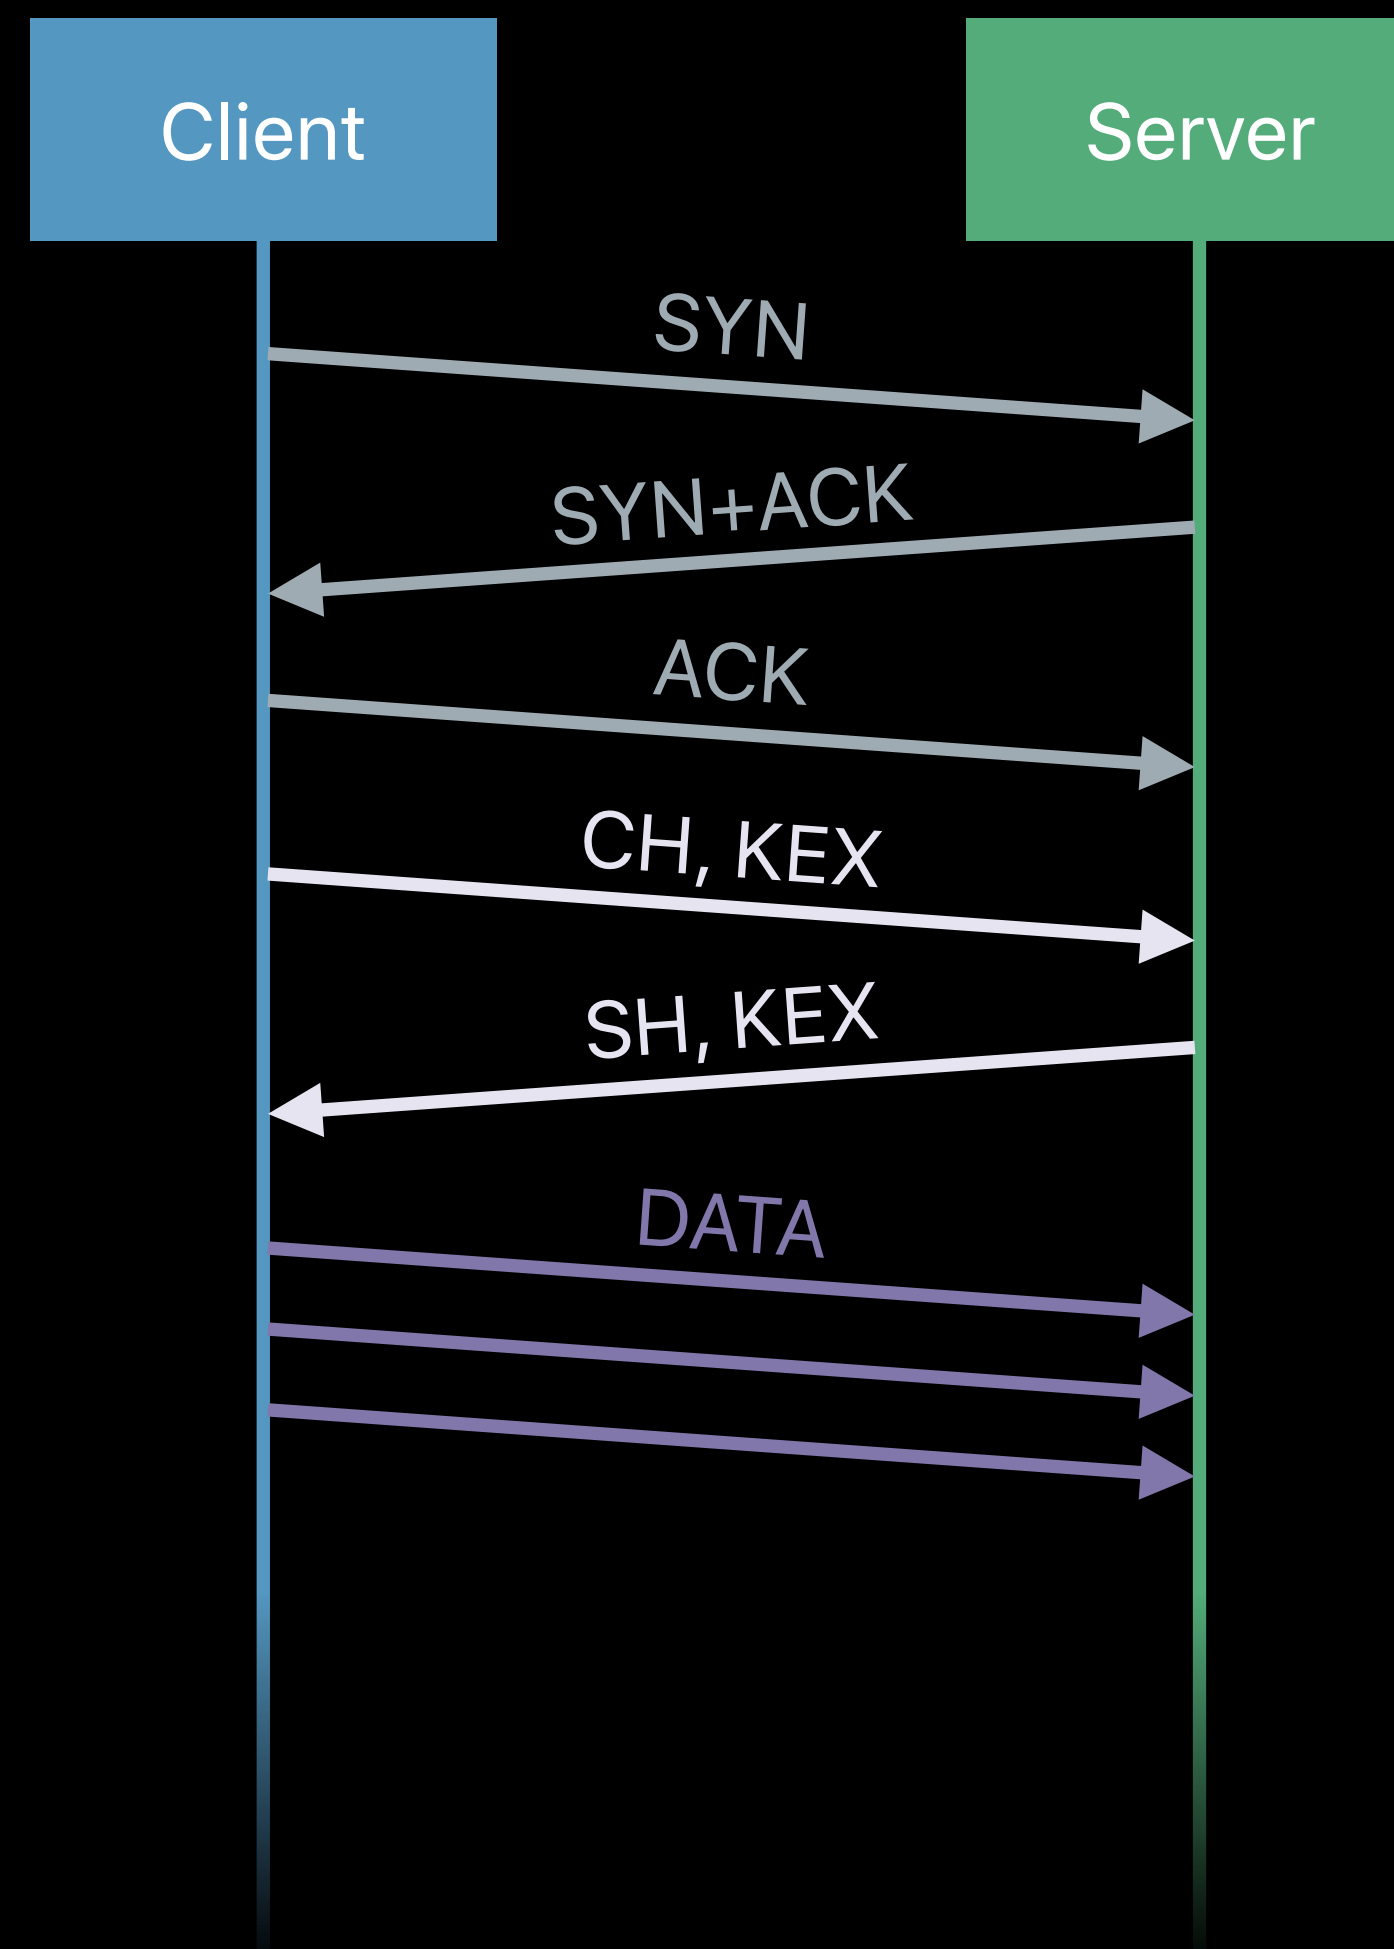 Client
Server
SYN
SYN+ACK
ACK
CH, KEX
SH, KEX
DATA